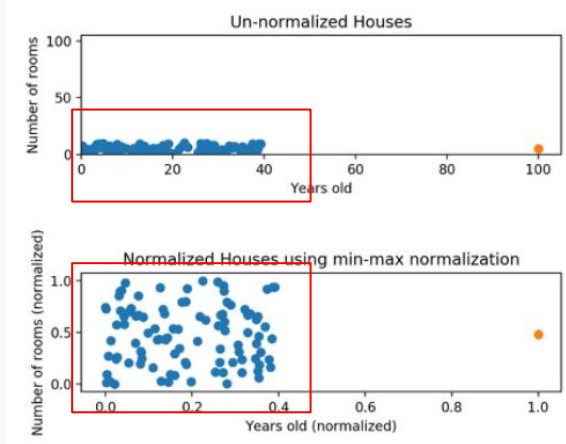 Un-normalized Houses
Number of rooms
100
50
0
0 20 40 60 80 100
Years old
Normalized Houses using min-max normalization
Number of rooms (normalized)
1.0
0.5
0.0
0.0 0.2 0.4 0.6 0.8 1.0
Years old (normalized)